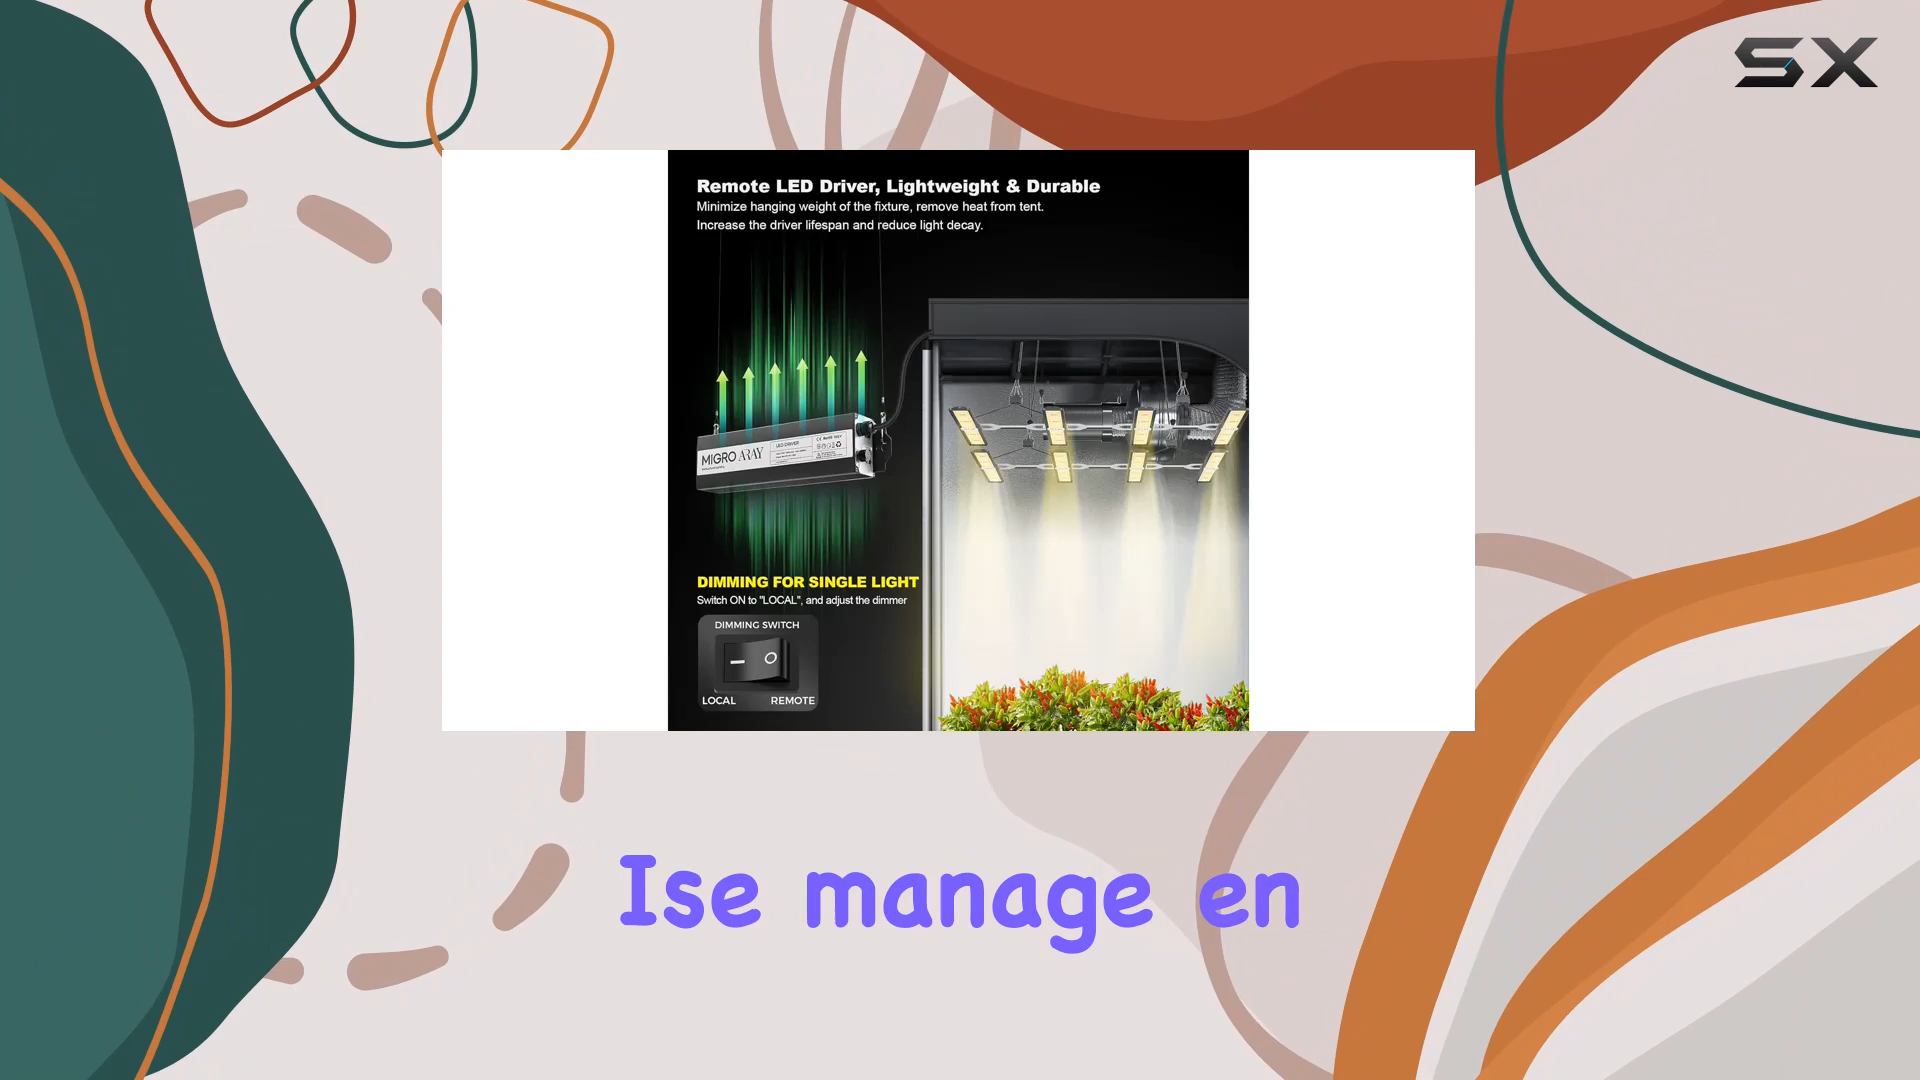 SX
Remote LED Driver, Lightweight & Durable
Minimize hanging weight of the fixture, remove heat from tent.
Increase the driver lifespan and reduce light decay.
MIGRO ARAY
LED DRIVER
DIMMING FOR SINGLE LIGHT
Switch ON to "LOCAL", and adjust the dimmer
DIMMING SWITCH
LOCAL REMOTE
Ise manage en